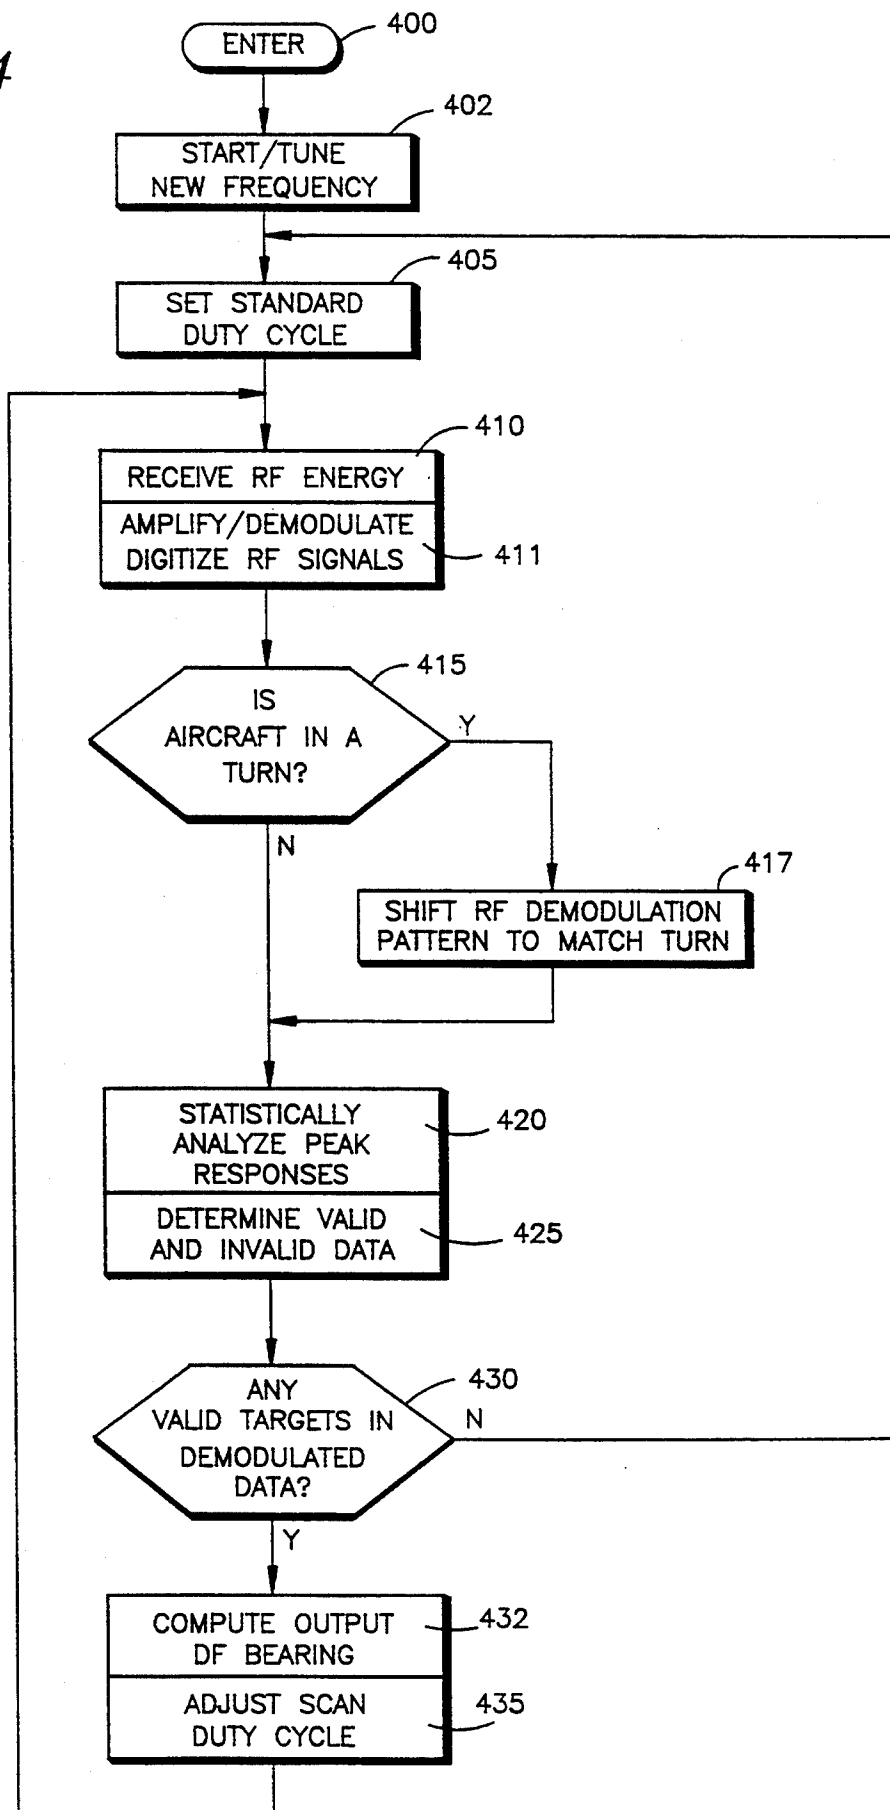 4
ENTER
400
402
START/TUNE
NEW FREQUENCY
405
SET STANDARD
DUTY CYCLE
410
RECEIVE RF ENERGY
AMPLIFY/DEMODULATE
DIGITIZE RF SIGNALS
411
415
IS
AIRCRAFT IN A
TURN?
Y
N
417
SHIFT RF DEMODULATION
PATTERN TO MATCH TURN
STATISTICALLY
ANALYZE PEAK
RESPONSES
420
DETERMINE VALID
AND INVALID DATA
425
430
ANY
VALID TARGETS IN
DEMODULATED
DATA?
N
Y
COMPUTE OUTPUT
DF BEARING
432
ADJUST SCAN
DUTY CYCLE
435